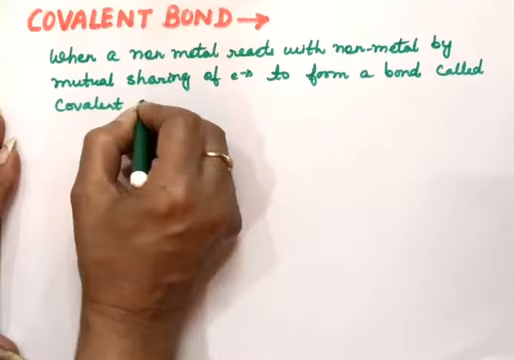 COVALENT BOND →
When a non metal reacts with non-metal by
mutual sharing of e-s to form a bond called
Covalent